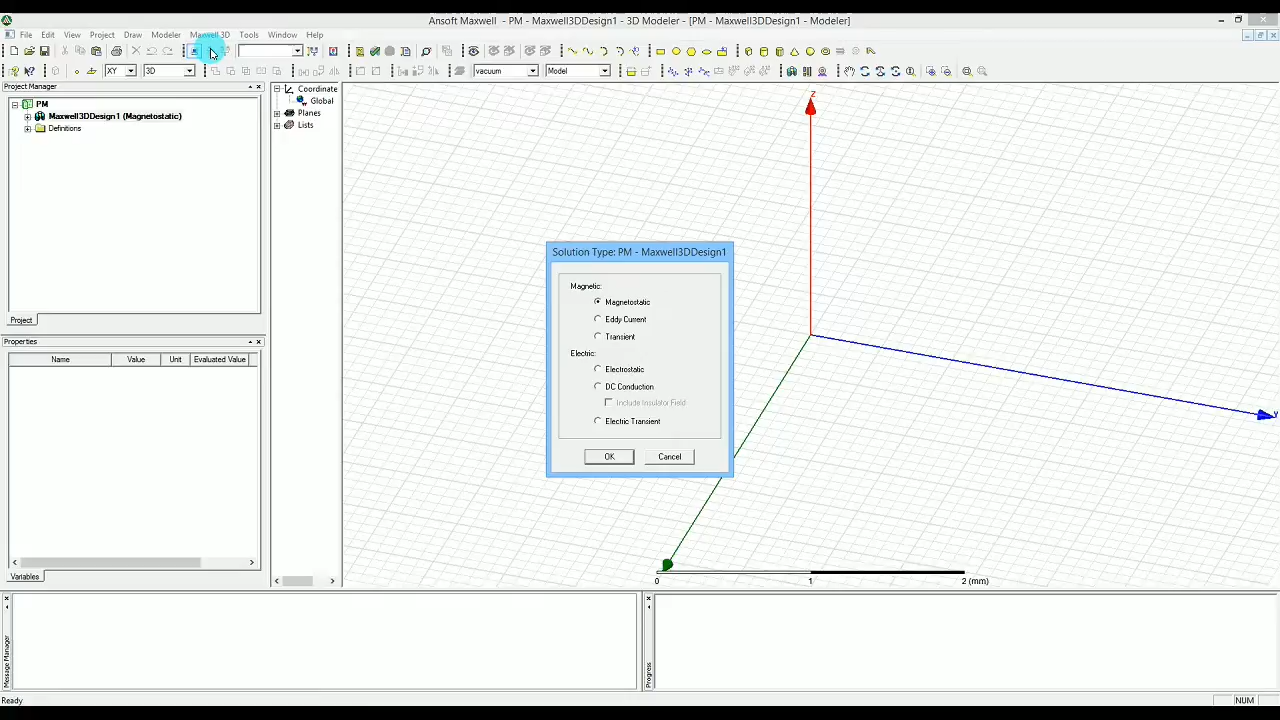 Ansoft Maxwell - PM - Maxwell3DDesign1 - 3D Modeler - [PM - Maxwell3DDesign1 - Modeler]
File Edit View Project Draw Modeler Maxwell 3D Tools Window Help
XY 3D vacuum Model
Project Manager
PM
Maxwell3DDesign1 (Magnetostatic)
Definitions
Project
Coordinate
Global
Planes
Lists
Z
Y
Solution Type: PM - Maxwell3DDesign1
Magnetic:
Magnetostatic
Eddy Current
Transient
Electric:
Electrostatic
DC Conduction
Include Insulator Field
Electric Transient
OK Cancel
Properties
Name Value Unit Evaluated Value
Variables
0 1 2 (mm)
Message Manager
Progress
Ready NUM